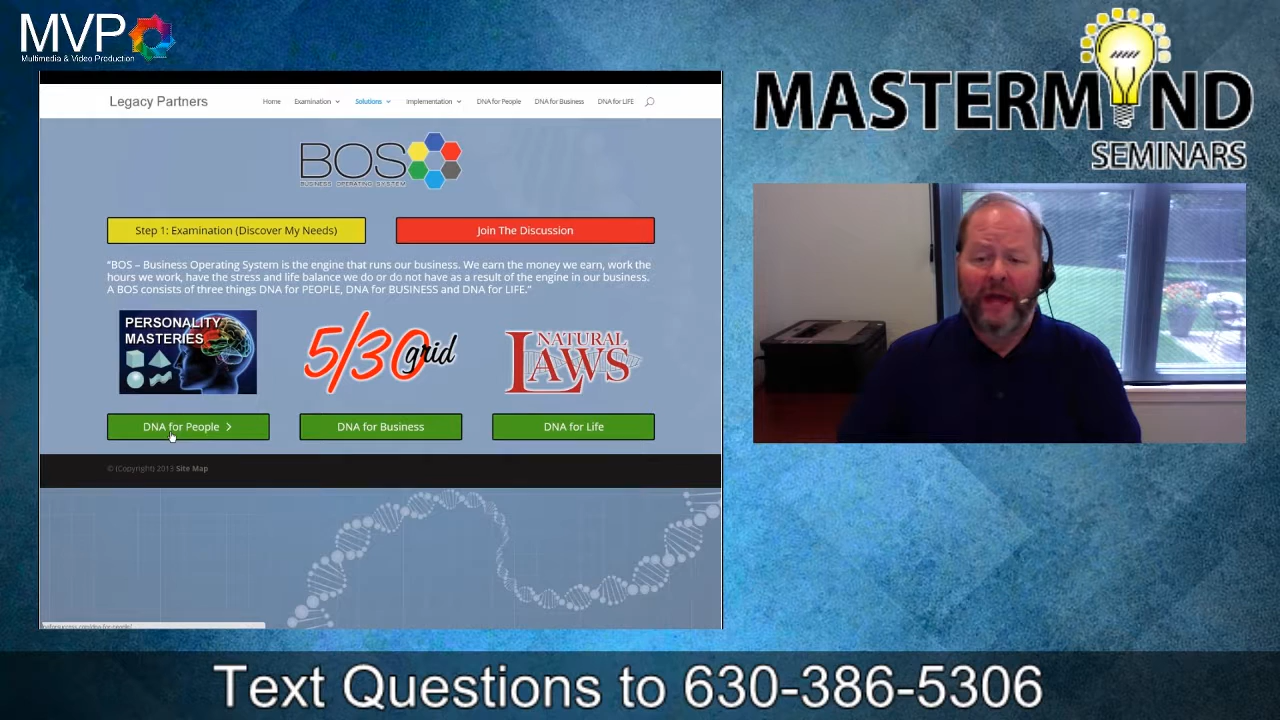 MVP
Multimedia & Video Production
MASTERMIND
SEMINARS
Legacy Partners
Home Examination Solutions Implementation DNA for People DNA for Business DNA for LIFE
BOS
BUSINESS OPERATING SYSTEM
Step 1: Examination (Discover My Needs)
Join The Discussion
“BOS – Business Operating System is the engine that runs our business. We earn the money we earn, work the
hours we work, have the stress and life balance we do or do not have as a result of the engine in our business.
A BOS consists of three things DNA for PEOPLE, DNA for BUSINESS and DNA for LIFE.”
PERSONALITY
MASTERIES
5/30 grid
NATURAL
LAWS
DNA for People
DNA for Business
DNA for Life
© (Copyright) 2013 Site Map
Text Questions to 630-386-5306